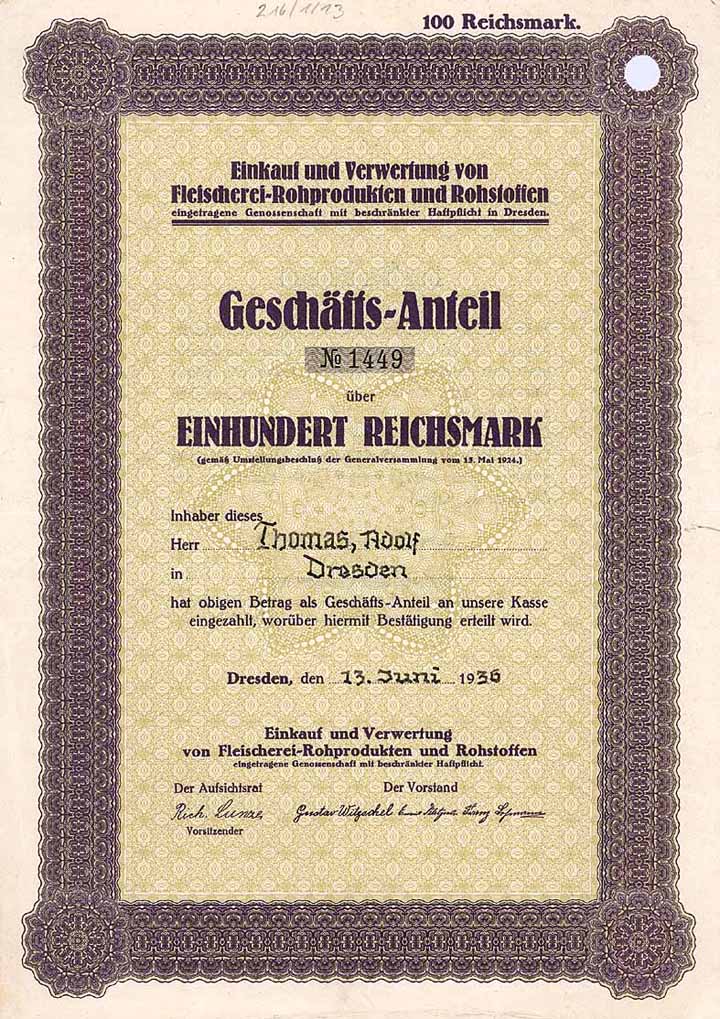 216/1/13
100 Reichsmark.
Einkauf und Verwertung von
Fleischerei-Rohprodukten und Rohstoffen
eingetragene Genossenschaft mit beschränkter Haftpflicht in Dresden.
Geschäfts-Anteil
№ 1449
über
EINHUNDERT REICHSMARK
(gemäß Umstellungsbeschluß der Generalversammlung vom 15. Mai 1924.)
Inhaber dieses
Herr Thomas, Adolf
in Dresden
hat obigen Betrag als Geschäfts-Anteil an unsere Kasse
eingezahlt, worüber hiermit Bestätigung erteilt wird.
Dresden, den 13. Juni 1936
Einkauf und Verwertung
von Fleischerei-Rohprodukten und Rohstoffen
eingetragene Genossenschaft mit beschränkter Haftpflicht.
Der Aufsichtsrat Der Vorstand
Rich. Gustav Witzschel
Vorsitzender